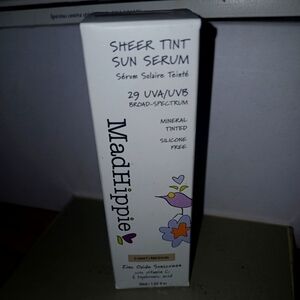 SHEER TINT
SUN SERUM
Sérum Solaire Teinté
29 UVA/UVB
BROAD-SPECTRUM
MINERAL
TINTED
SILICONE
FREE
MadHippie
Zinc Oxide Sunscreen
with vitamin C,
& hyaluronic acid